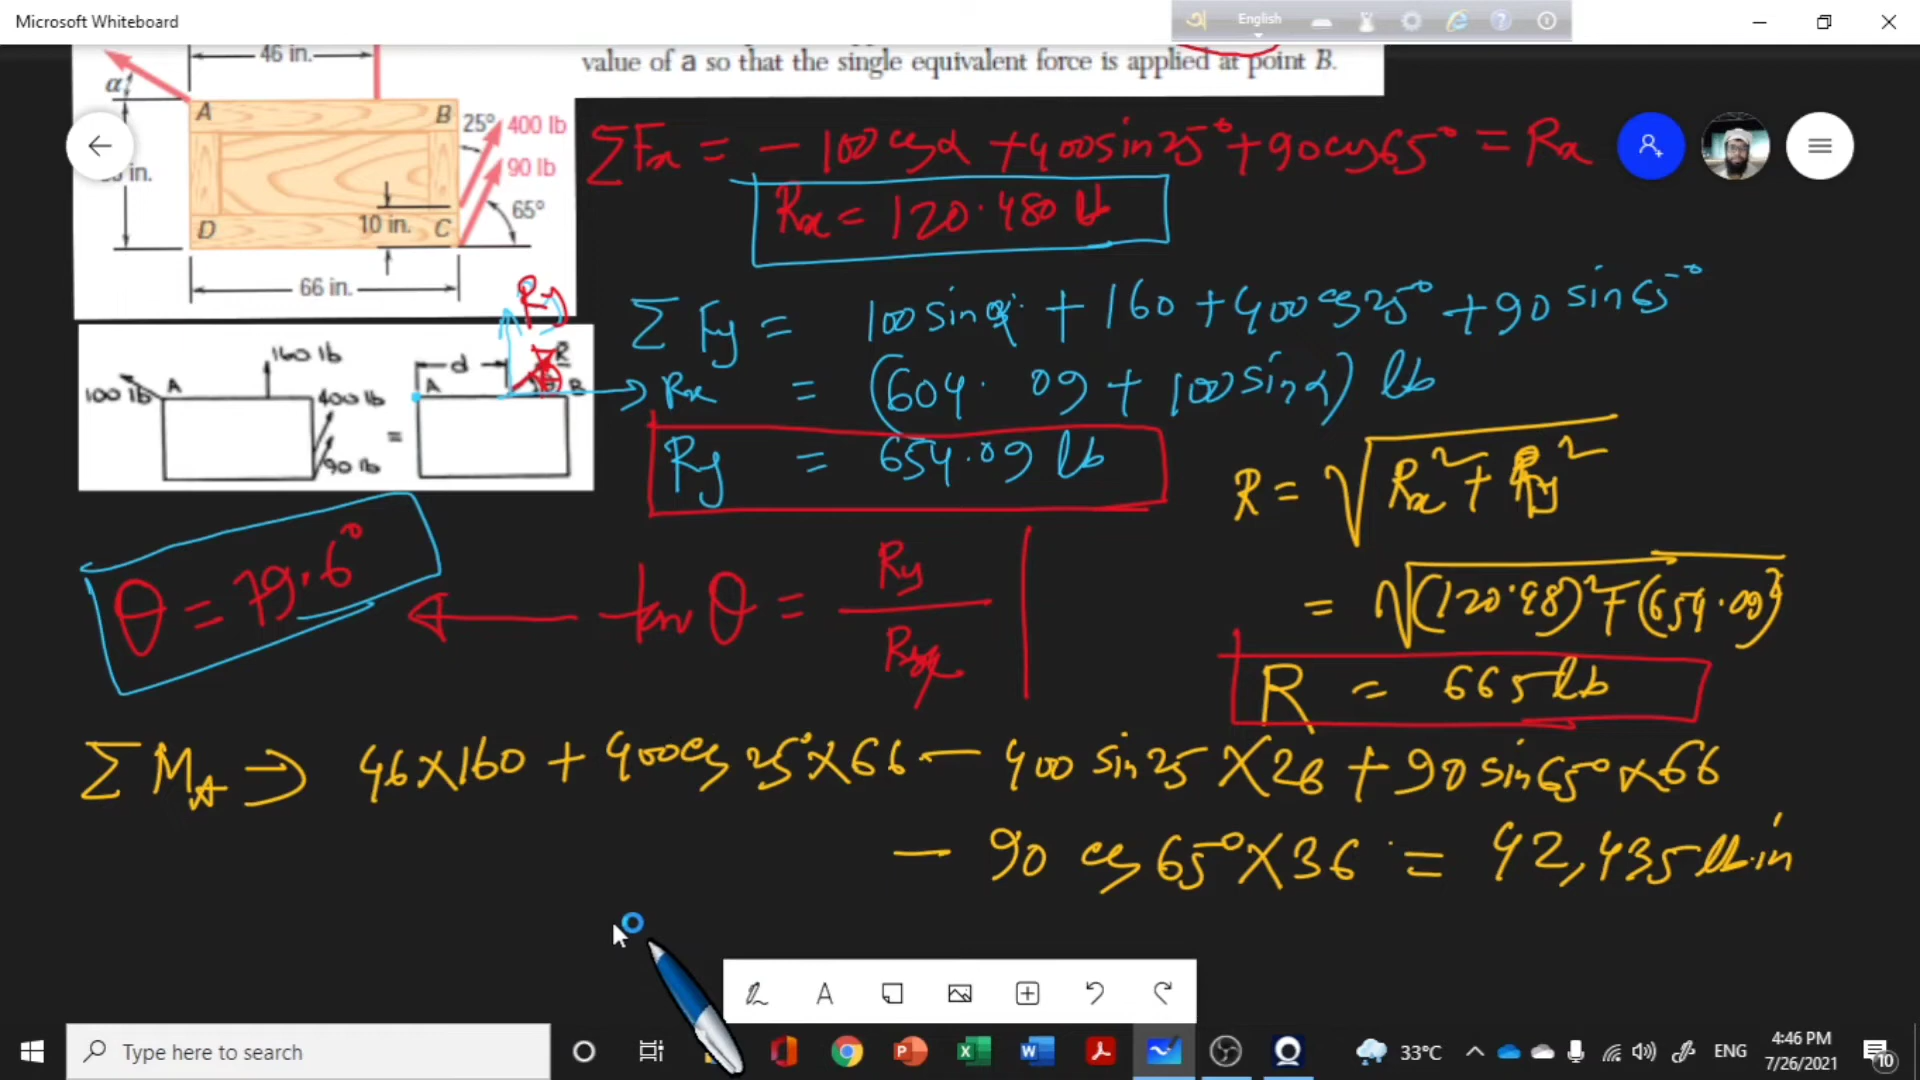 Microsoft Whiteboard
English
46 in.
value of a so that the single equivalent force is applied at point B.
α
A
B
25°
400 lb
90 lb
in.
65°
10 in.
D
C
66 in.
ΣFx = - 100 cos α + 400 sin 25° + 90 cos 65° = Rx
Rx = 120.480 lb
Ry
ΣFy = 100 sin α + 160 + 400 cos 25° + 90 sin 65°
= (604.09 + 100 sin α) lb
Ry = 654.09 lb
160 lb
100 lb
A
400 lb
90 lb
=
d
A
R
B
Rx
R = √Rx² + Ry²
= √(120.48)² + (654.09)²
R = 665 lb
θ = 79.6°
tan θ = Ry / Rx
ΣMA ⇒ 46×160 + 400 cos 25° × 66 - 400 sin 25 × 26 + 90 sin 65° × 66
- 90 cos 65° × 36 = 42,435 lb.in
Type here to search
33°C
ENG
4:46 PM
7/26/2021
10